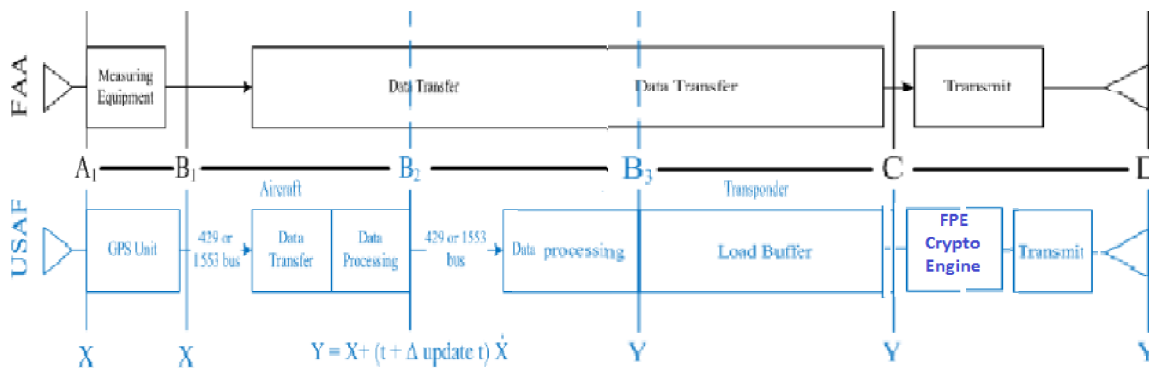 FAA
Measuring
Equipment
Data Transfer
Data Transfer
Transmit
A1
B1
B2
B3
C
D
USAF
Aircraft
Transponder
GPS Unit
429 or
1553 bus
Data
Transfer
Data
Processing
429 or 1553
bus
Data processing
Load Buffer
FPE
Crypto
Engine
Transmit
X
X
Y = X+ (t + Δ update t) Ẋ
Y
Y
Y